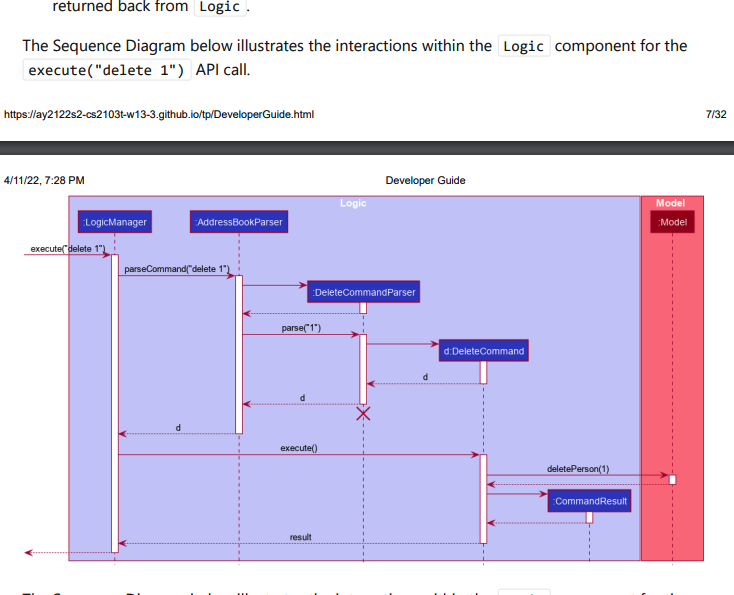 returned back from Logic .
The Sequence Diagram below illustrates the interactions within the Logic component for the
execute("delete 1") API call.
https://ay2122s2-cs2103t-w13-3.github.io/tp/DeveloperGuide.html 7/32
4/11/22, 7:28 PM Developer Guide
Logic Model
:LogicManager :AddressBookParser :Model
execute("delete 1")
parseCommand("delete 1")
:DeleteCommandParser
parse("1")
d:DeleteCommand
d
d
d
execute()
deletePerson(1)
:CommandResult
result